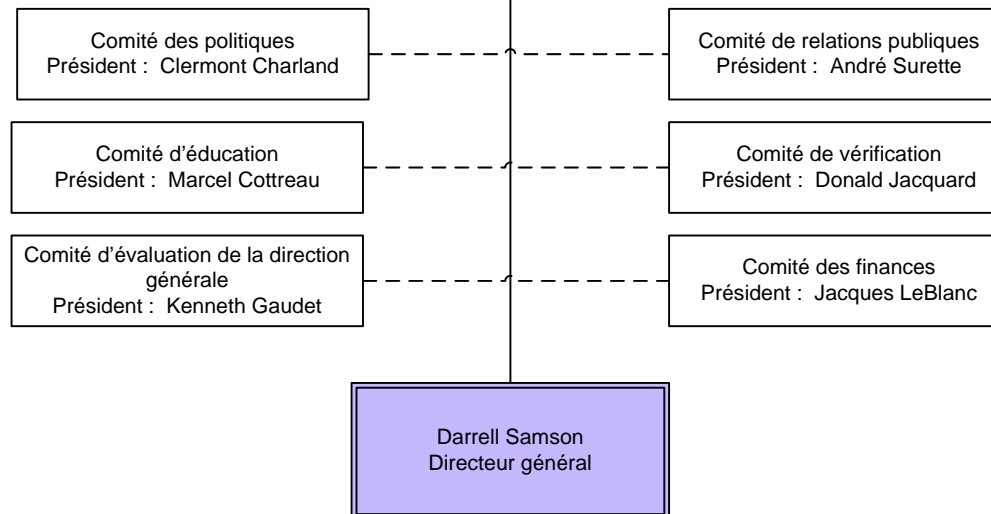 Comité des politiques
Président :  Clermont Charland
Comité de relations publiques
Président :  André Surette
Comité d’éducation
Président :  Marcel Cottreau
Comité de vérification
Président :  Donald Jacquard
Comité d’évaluation de la direction
générale
Président :  Kenneth Gaudet
Comité des finances
Président :  Jacques LeBlanc
Darrell Samson
Directeur général